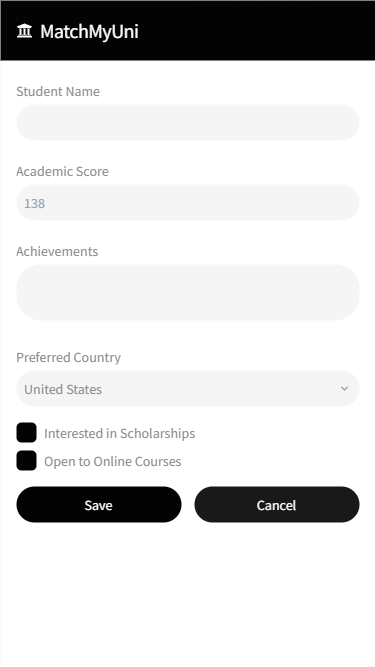 MatchMyUni
Student Name
Academic Score
138
Achievements
Preferred Country
United States
Interested in Scholarships
Open to Online Courses
Save
Cancel